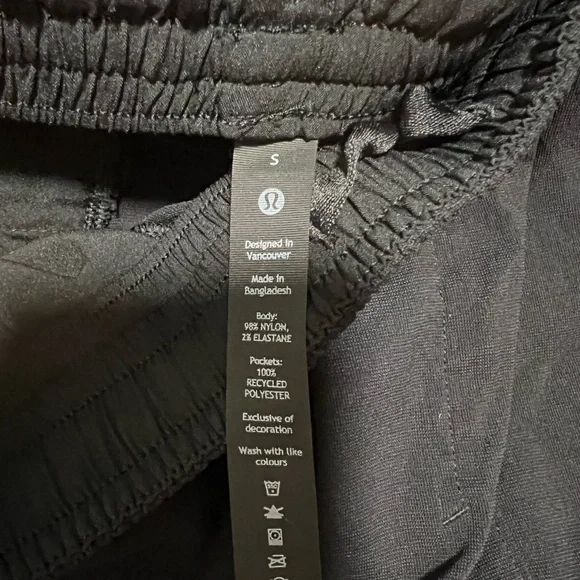 S
Designed in
Vancouver
Made in
Bangladesh
Body:
98% NYLON,
2% ELASTANE
Pockets:
100%
RECYCLED
POLYESTER
Exclusive of
decoration
Wash with like
colours